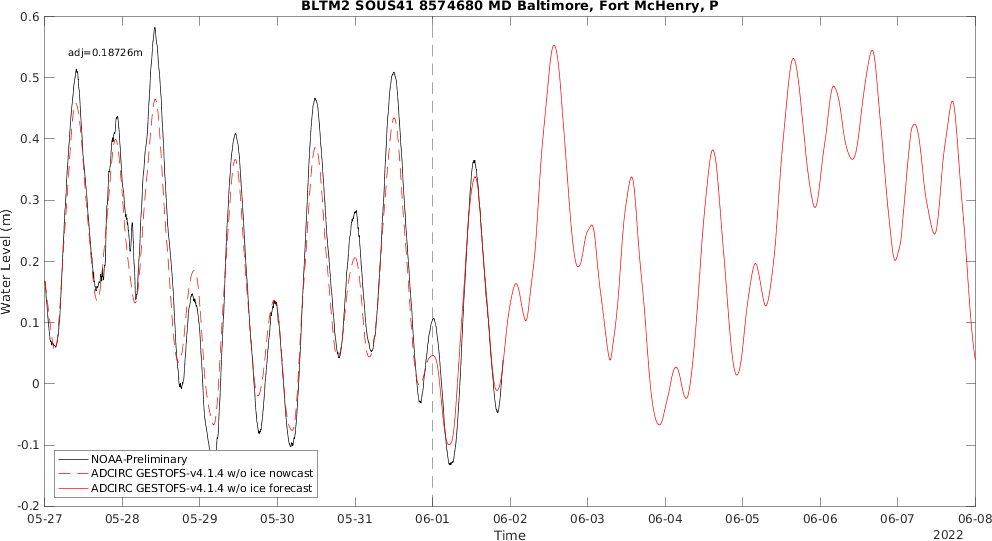 BLTM2 SOUS41 8574680 MD Baltimore, Fort McHenry, P
adj=0.18726m
0.6
0.5
0.4
0.3
0.2
0.1
0
-0.1
-0.2
Water Level (m)
NOAA-Preliminary
ADCIRC GESTOFS-v4.1.4 w/o ice nowcast
ADCIRC GESTOFS-v4.1.4 w/o ice forecast
05-27 05-28 05-29 05-30 05-31 06-01 06-02 06-03 06-04 06-05 06-06 06-07 06-08
Time
2022